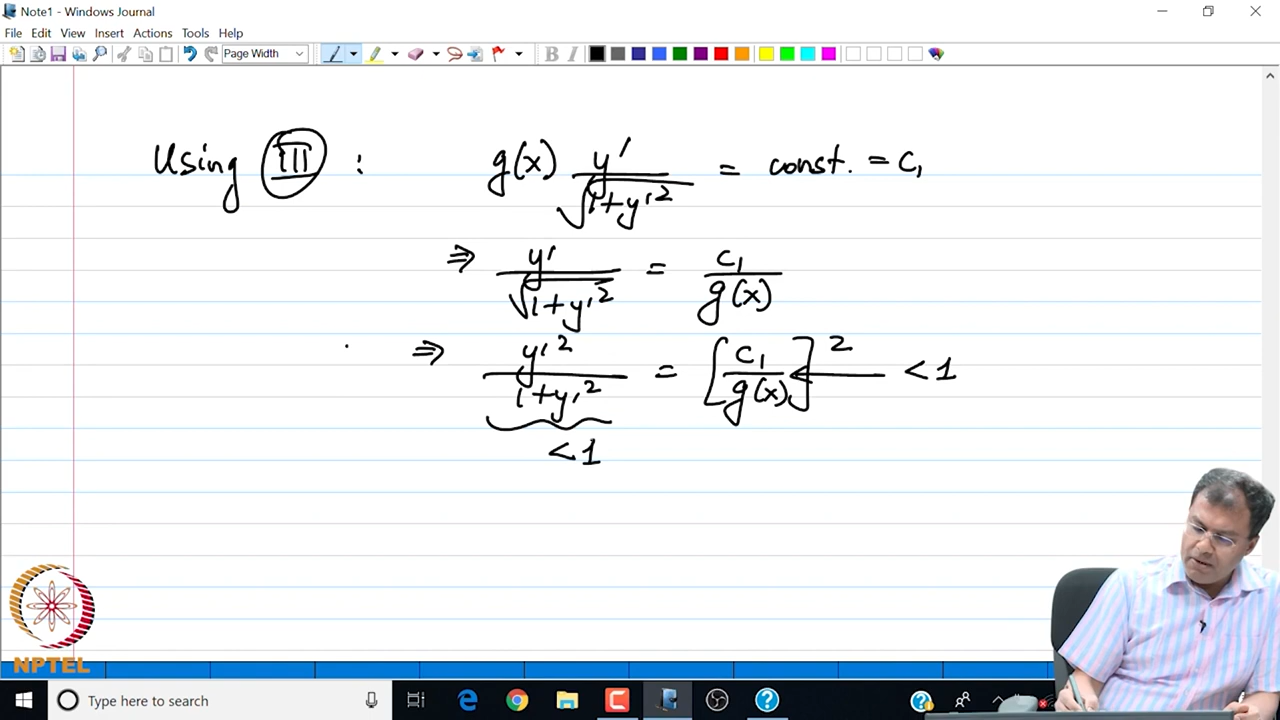 Note1 - Windows Journal
File Edit View Insert Actions Tools Help
Page Width B I
Using III : g(x) y' / √(1+y'²) = const. = c₁
⇒ y' / √(1+y'²) = c₁ / g(x)
⇒ y'² / (1+y'²) = [c₁ / g(x)]² < 1
< 1
NPTEL
Type here to search